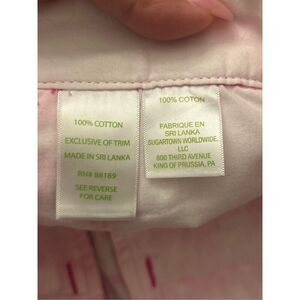 100% COTTON
EXCLUSIVE OF TRIM
MADE IN SRI LANKA
RN# 88189
SEE REVERSE
FOR CARE
100% COTTON
FABRIQUE EN
SRI LANKA
SUGARTOWN WORLDWIDE,
LLC
800 THIRD AVENUE
KING OF PRUSSIA, PA